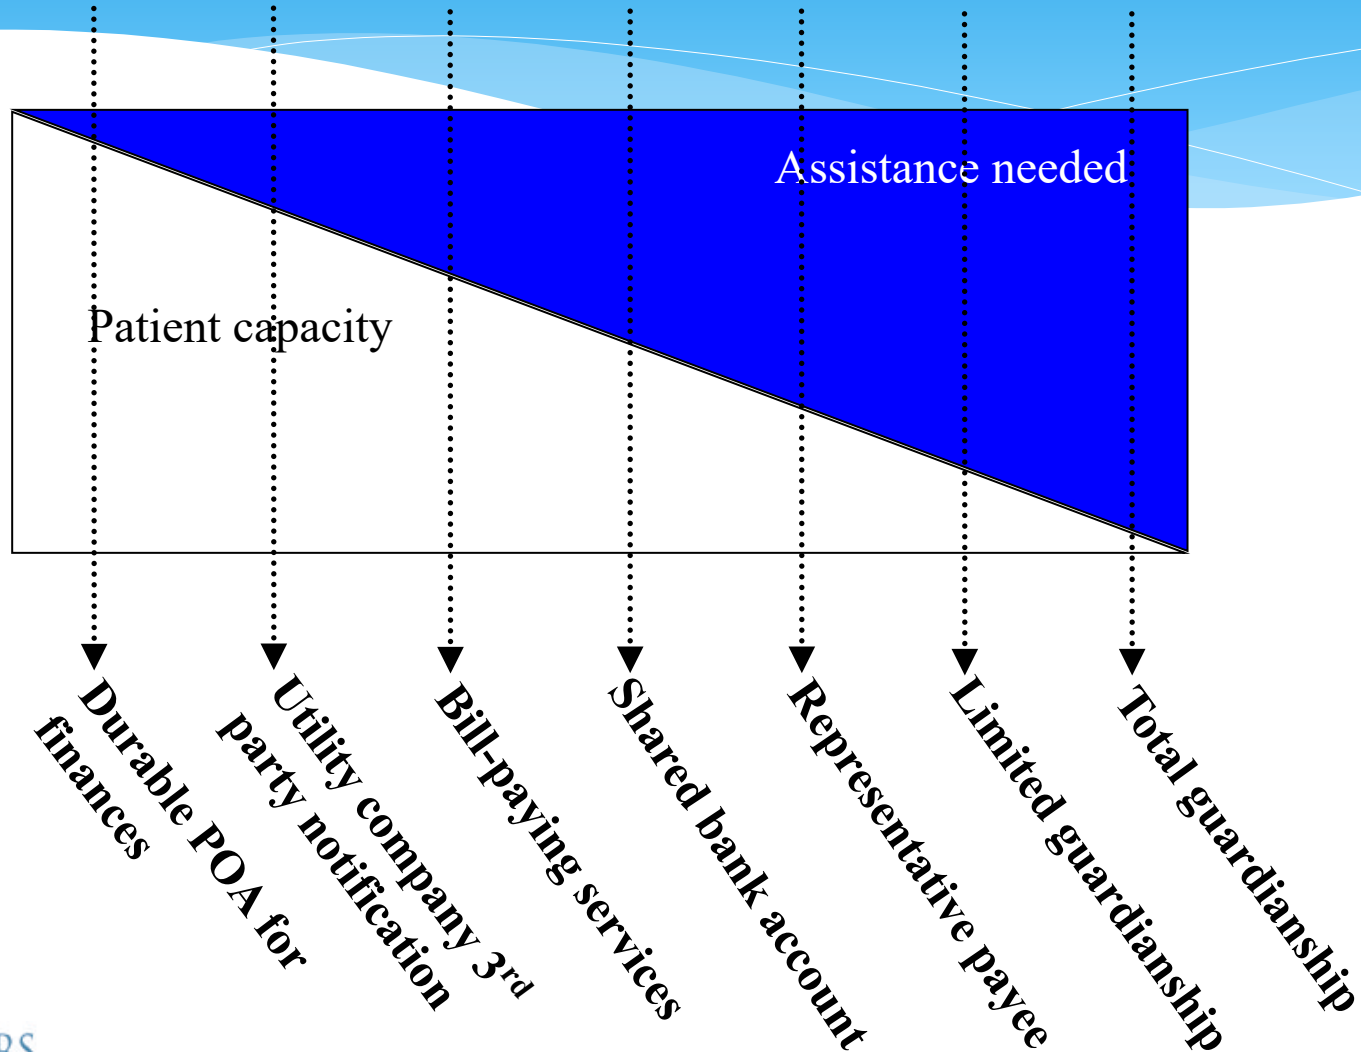 Assistance needed
Patient capacity
Durable POA for
finances
Utility company 3rd
party notification
Bill-paying services
Shared bank account
Representative payee
Limited guardianship
Total guardianship